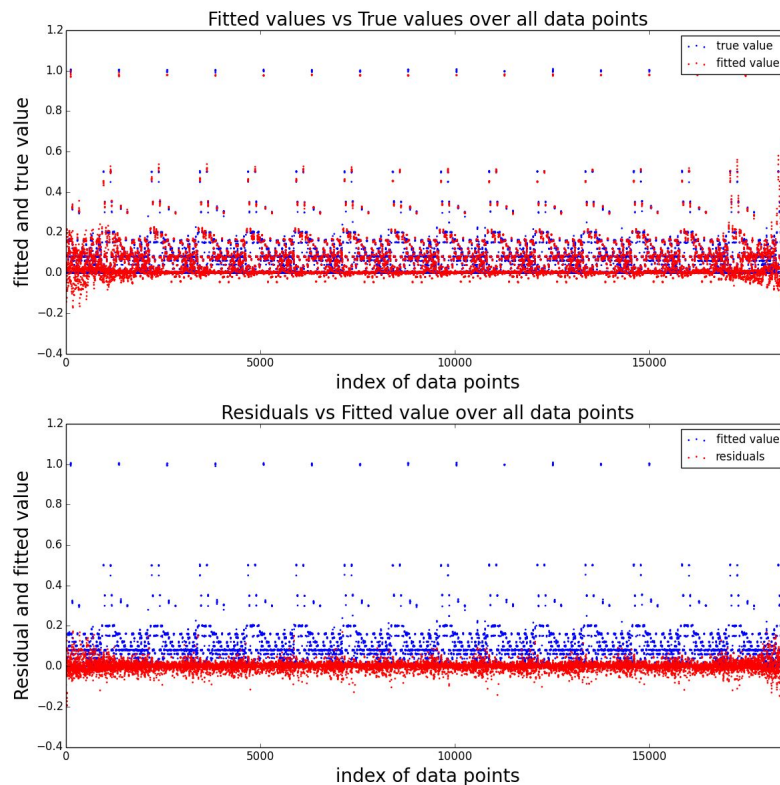 Fitted values vs True values over all data points
1.2
1.0
0.8
0.6
0.4
0.2
0.0
−0.2
−0.4
fitted and true value
true value
fitted value
0
5000
10000
15000
index of data points
Residuals vs Fitted value over all data points
1.2
1.0
0.8
0.6
0.4
0.2
0.0
−0.2
−0.4
Residual and fitted value
fitted value
residuals
0
5000
10000
15000
index of data points